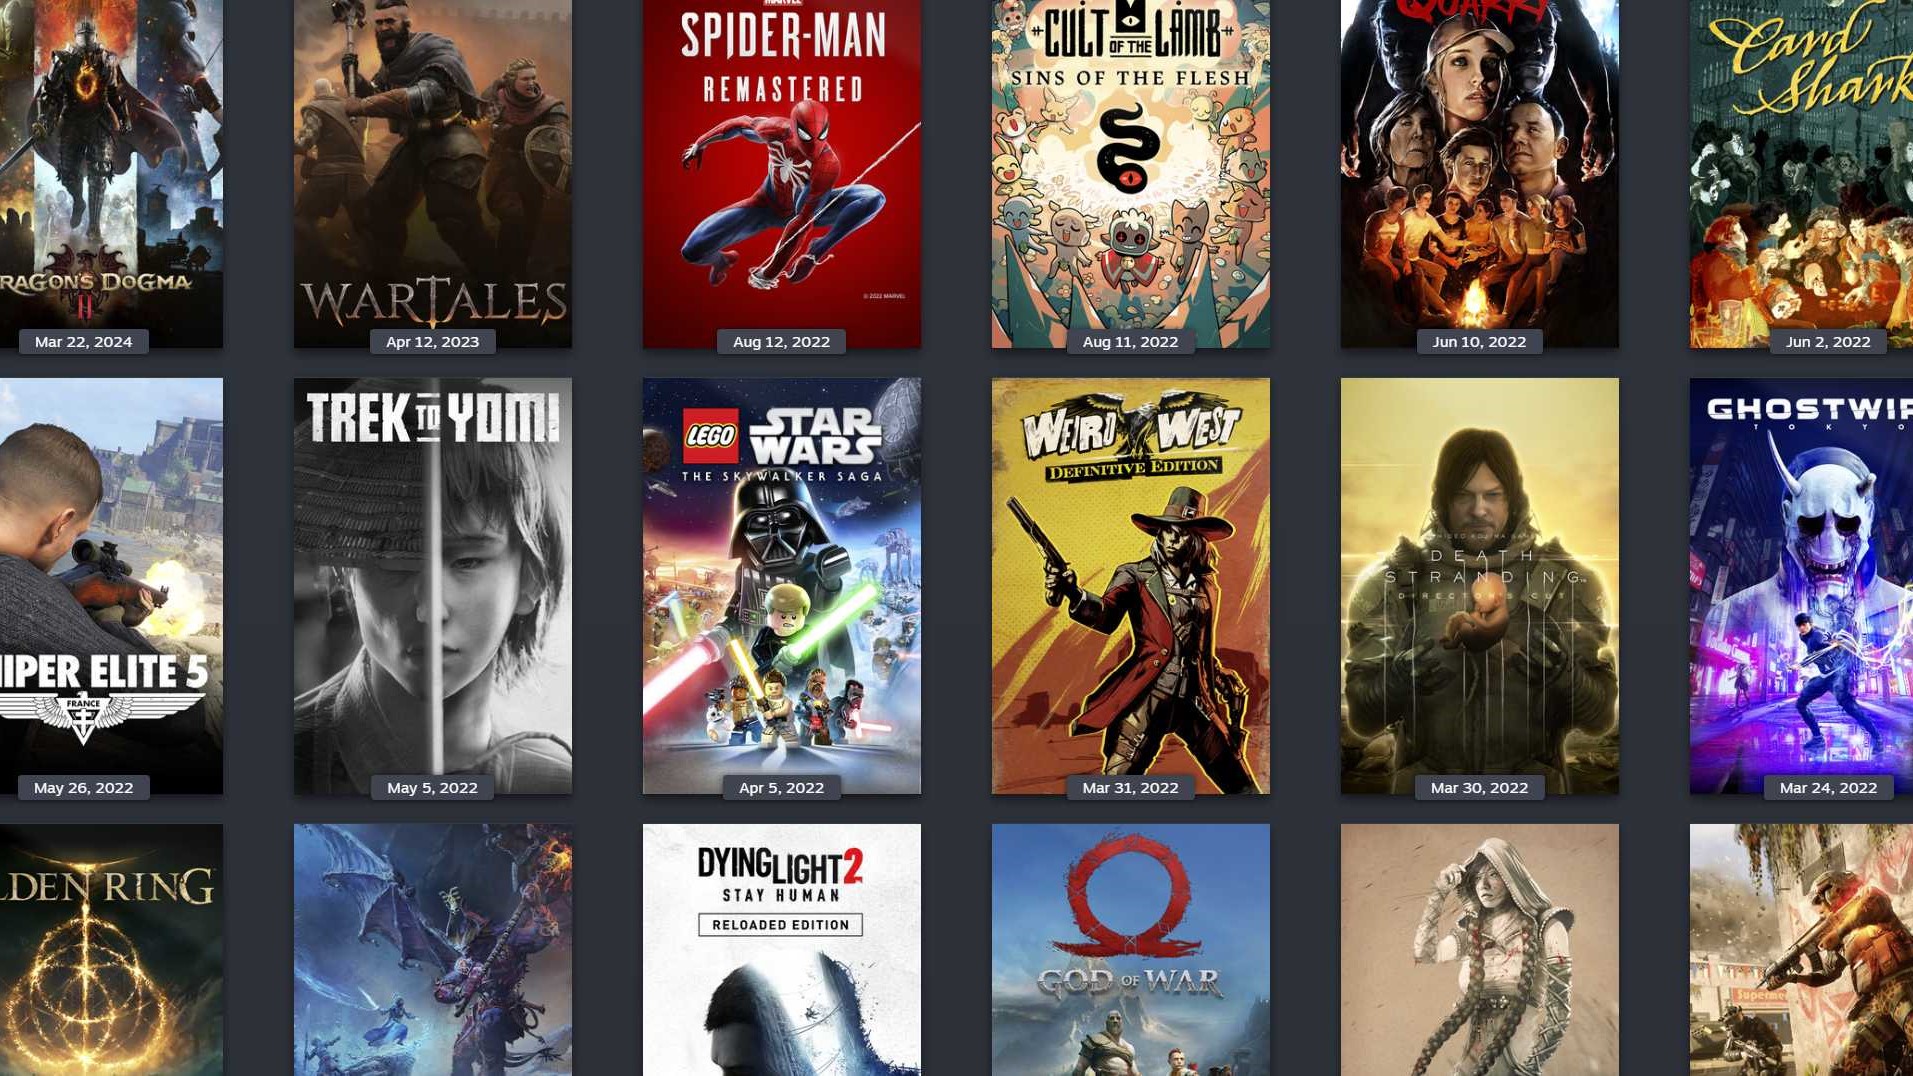 MARVEL
SPIDER-MAN
REMASTERED
© 2022 MARVEL
CULT OF THE LAMB
SINS OF THE FLESH
QUARRY
Card
Shark
RAGON'S DOGMA
II
WARTALES
Mar 22, 2024
Apr 12, 2023
Aug 12, 2022
Aug 11, 2022
Jun 10, 2022
Jun 2, 2022
NIPER ELITE 5
FRANCE
TREK TO YOMI
LEGO STAR WARS
THE SKYWALKER SAGA
WEIRD WEST
DEFINITIVE EDITION
DEATH
STRANDING™
DIRECTOR'S CUT
GHOSTWIR
TOKYO
May 26, 2022
May 5, 2022
Apr 5, 2022
Mar 31, 2022
Mar 30, 2022
Mar 24, 2022
LDEN RING
DYING LIGHT 2
STAY HUMAN
RELOADED EDITION
GOD OF WAR
Superme